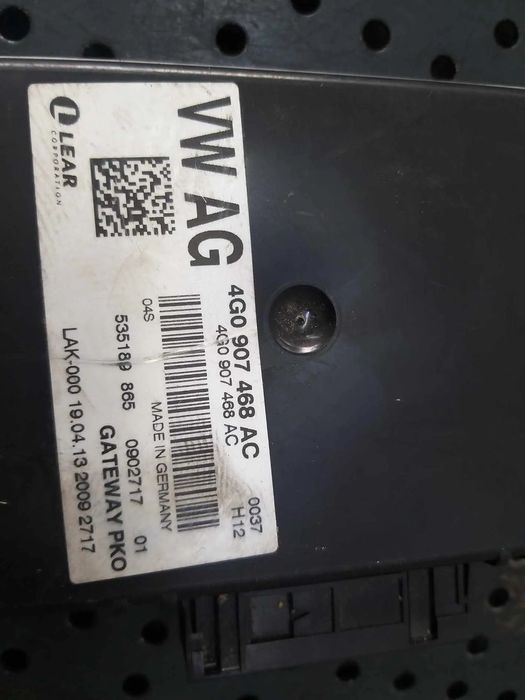 VW AG
LEAR
CORPORATION
4G0 907 468 AC 0037
4G0 907 468 AC H12
04S MADE IN GERMANY
535189 865 0902717 01
GATEWAY PKO
LAK-000 19.04.13 2009 2717